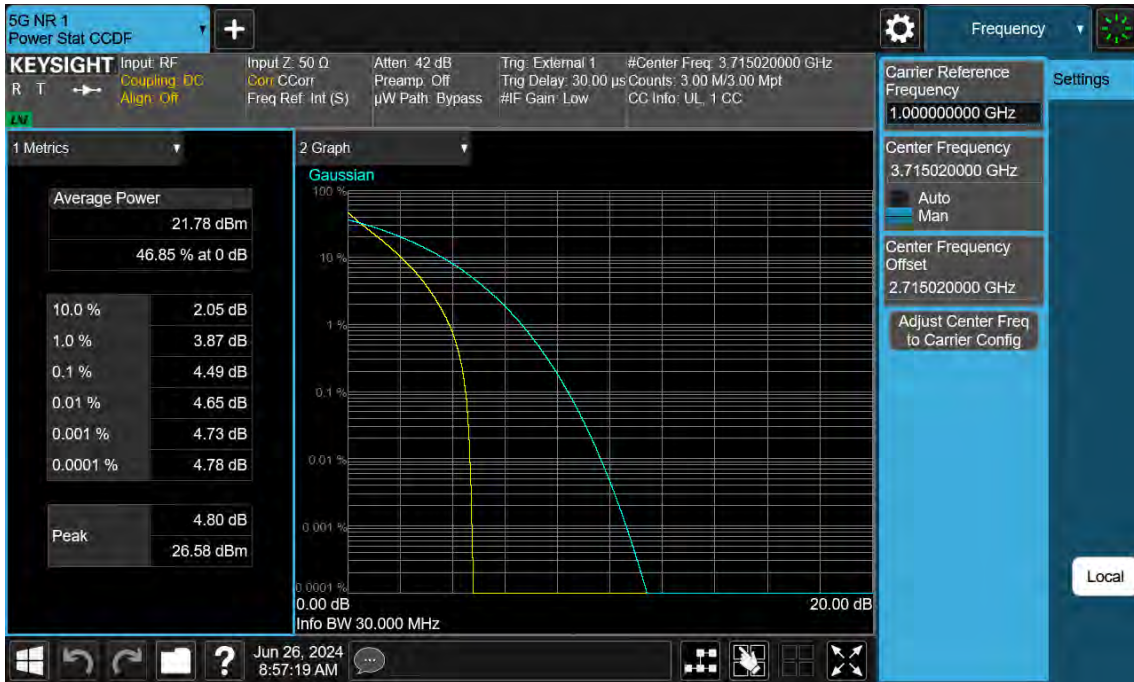 5G NR 1
Power Stat CCDF
Frequency
KEYSIGHT
R T
LNI
Input: RF
Coupling: DC
Align: Off
Input Z: 50 Ω
Corr CCorr
Freq Ref: Int (S)
Atten: 42 dB
Preamp: Off
µW Path: Bypass
Trig: External 1
Trig Delay: 30.00 µs
#IF Gain: Low
#Center Freq: 3.715020000 GHz
Counts: 3.00 M/3.00 Mpt
CC Info: UL, 1 CC
1 Metrics
Average Power
21.78 dBm
46.85 % at 0 dB
10.0 % 2.05 dB
1.0 % 3.87 dB
0.1 % 4.49 dB
0.01 % 4.65 dB
0.001 % 4.73 dB
0.0001 % 4.78 dB
Peak
4.80 dB
26.58 dBm
2 Graph
Gaussian
100 %
10 %
1 %
0.1 %
0.01 %
0.001 %
0.0001 %
0.00 dB 20.00 dB
Info BW 30.000 MHz
Carrier Reference
Frequency
1.000000000 GHz
Center Frequency
3.715020000 GHz
Auto
Man
Center Frequency
Offset
2.715020000 GHz
Adjust Center Freq
to Carrier Config
Settings
Local
?
Jun 26, 2024
8:57:19 AM